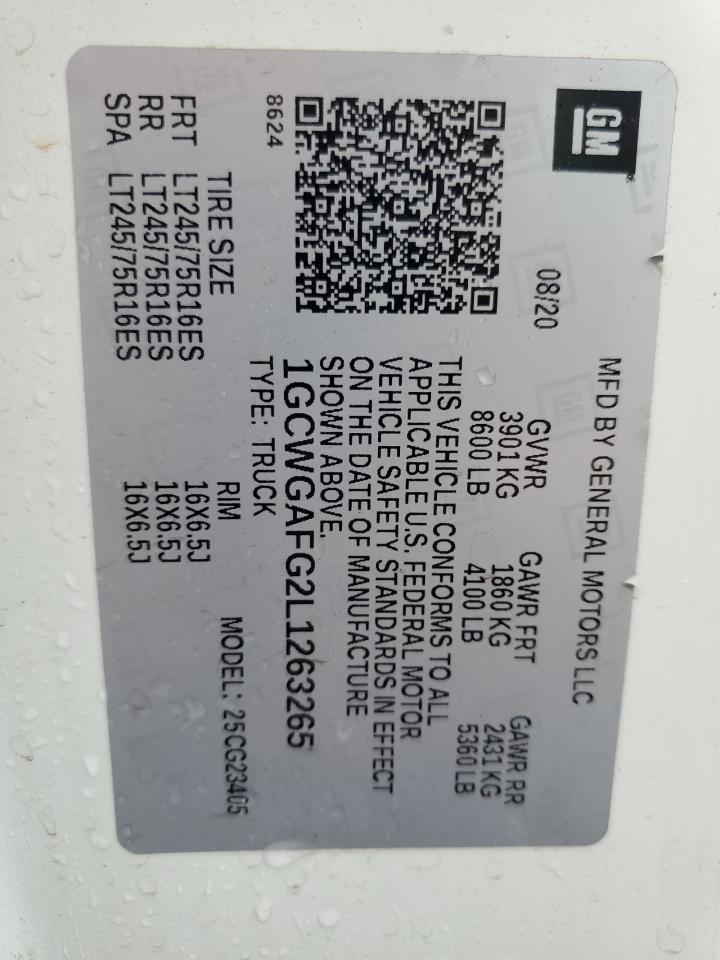 GM
MFD BY GENERAL MOTORS LLC
08/20
GVWR GAWR FRT GAWR RR
3901 KG 1860 KG 2431 KG
8600 LB 4100 LB 5360 LB
THIS VEHICLE CONFORMS TO ALL
APPLICABLE U.S. FEDERAL MOTOR
VEHICLE SAFETY STANDARDS IN EFFECT
ON THE DATE OF MANUFACTURE
SHOWN ABOVE.
1GCWGAFG2L1263265
8624
TYPE: TRUCK
MODEL: 25CG23405
TIRE SIZE RIM
FRT LT245/75R16ES 16X6.5J
RR LT245/75R16ES 16X6.5J
SPA LT245/75R16ES 16X6.5J